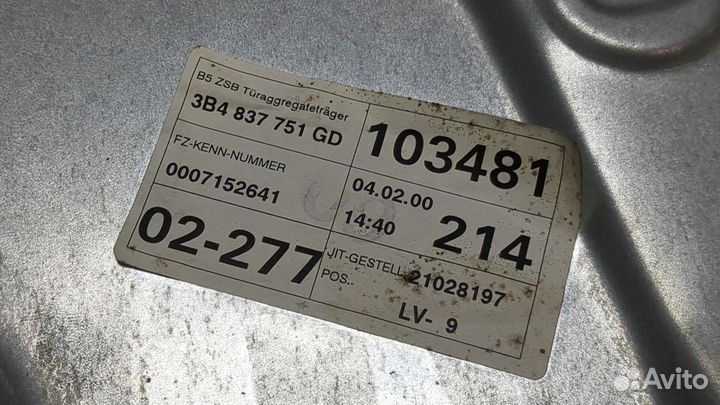 B5 ZSB Türaggregateträger
3B4 837 751 GD
103481
FZ-KENN-NUMMER
0007152641
04.02.00
14:40
214
02-277
JIT-GESTELL 21028197
POS..
LV- 9
Avito